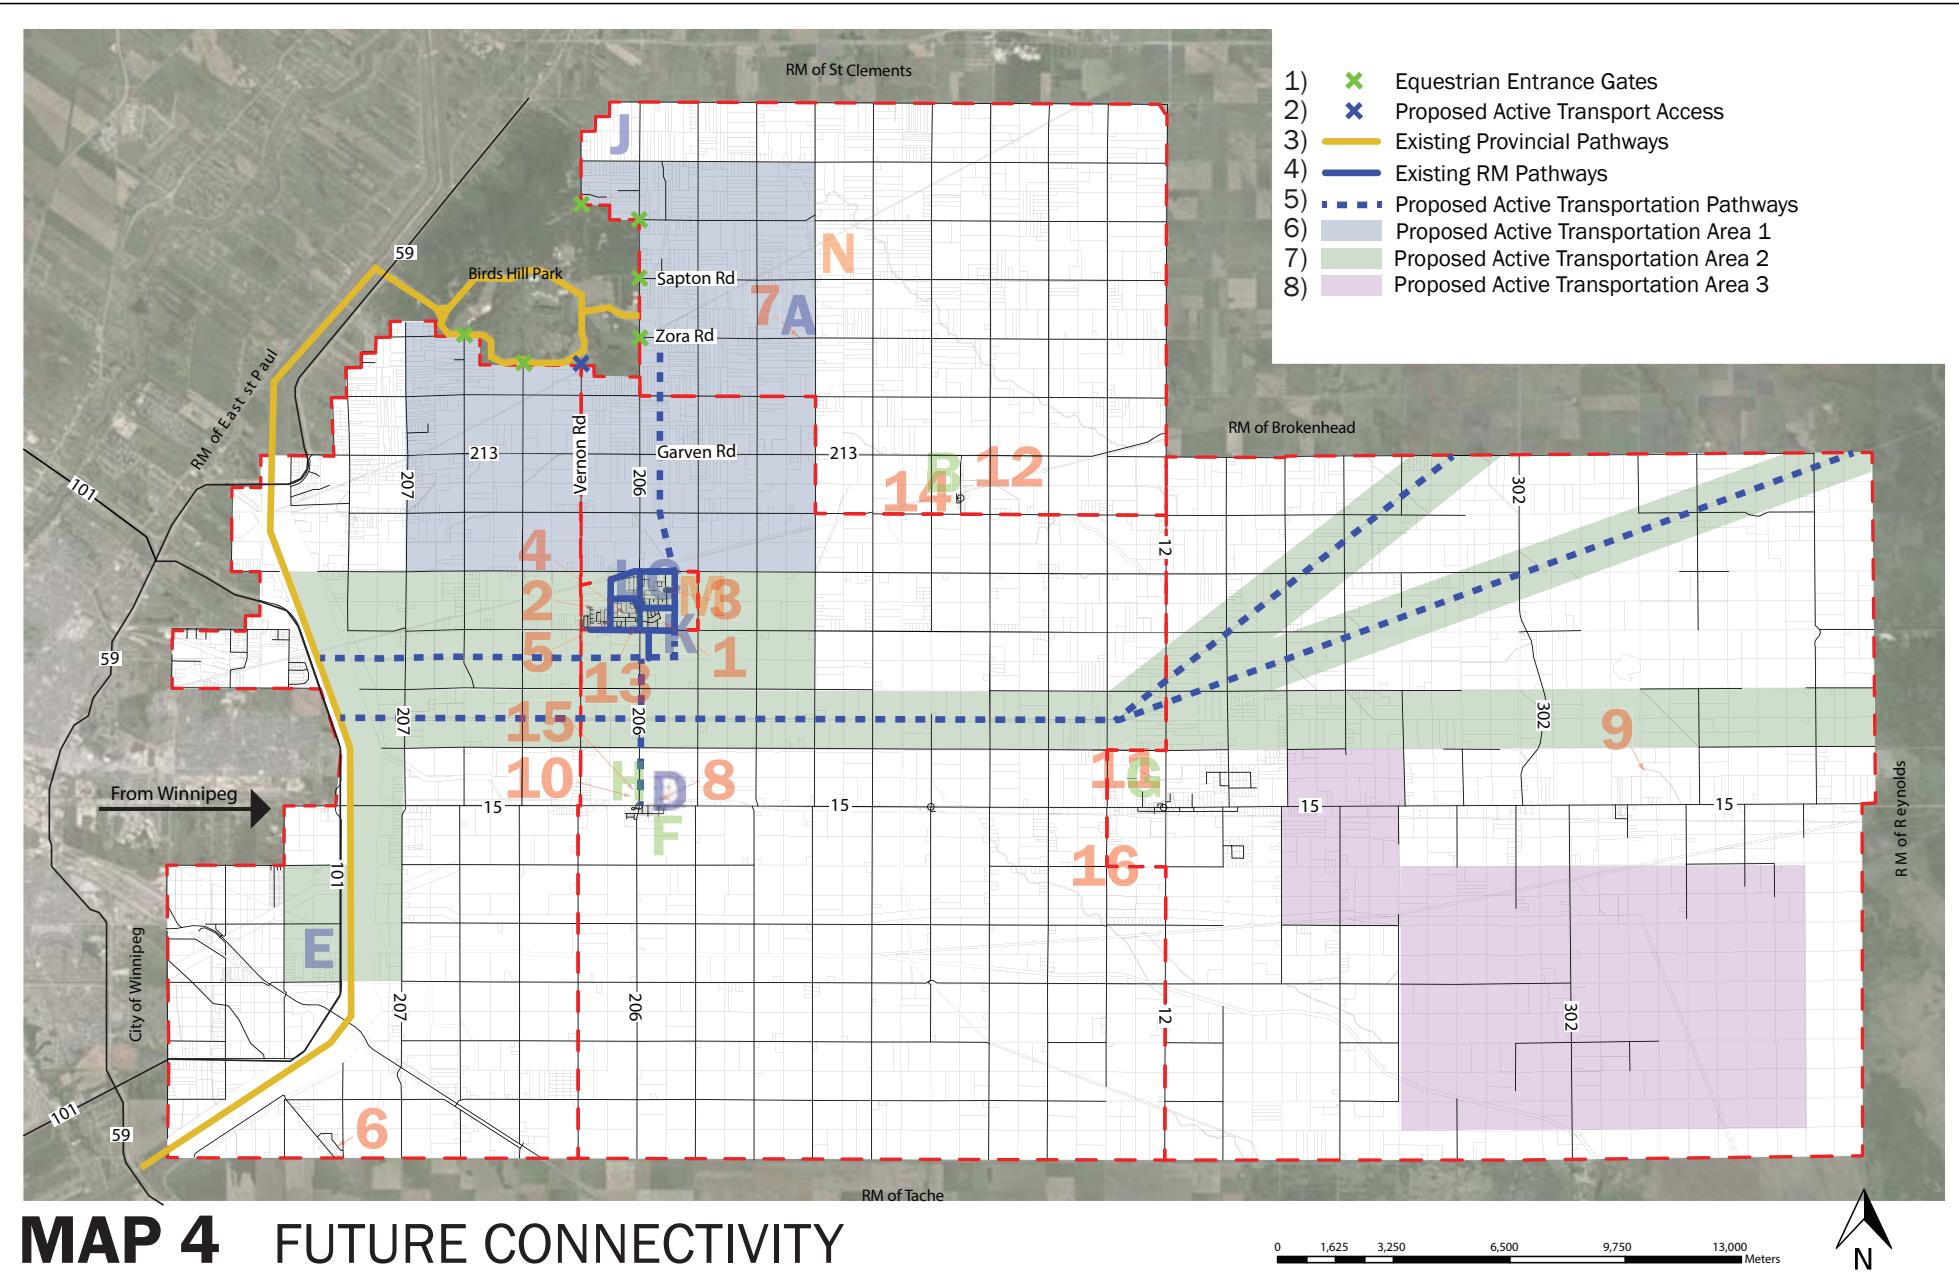 RM of St Clements
1) Equestrian Entrance Gates
2) Proposed Active Transport Access
3) Existing Provincial Pathways
4) Existing RM Pathways
5) Proposed Active Transportation Pathways
6) Proposed Active Transportation Area 1
7) Proposed Active Transportation Area 2
8) Proposed Active Transportation Area 3
J
59
N
Birds Hill Park
Sapton Rd
7 A
Zora Rd
RM of East st Paul
RM of Brokenhead
Vernon Rd
213
Garven Rd
213
B
12
14
101
207
206
302
4
12
L C
2
M
3
K
5
1
59
13
207
15
206
302
9
10
H
D
8
11
G
From Winnipeg
15
15
15
15
F
RM of Reynolds
16
101
E
City of Winnipeg
207
206
12
302
101
59
6
RM of Tache
MAP 4 FUTURE CONNECTIVITY
0 1,625 3,250 6,500 9,750 13,000
Meters
N